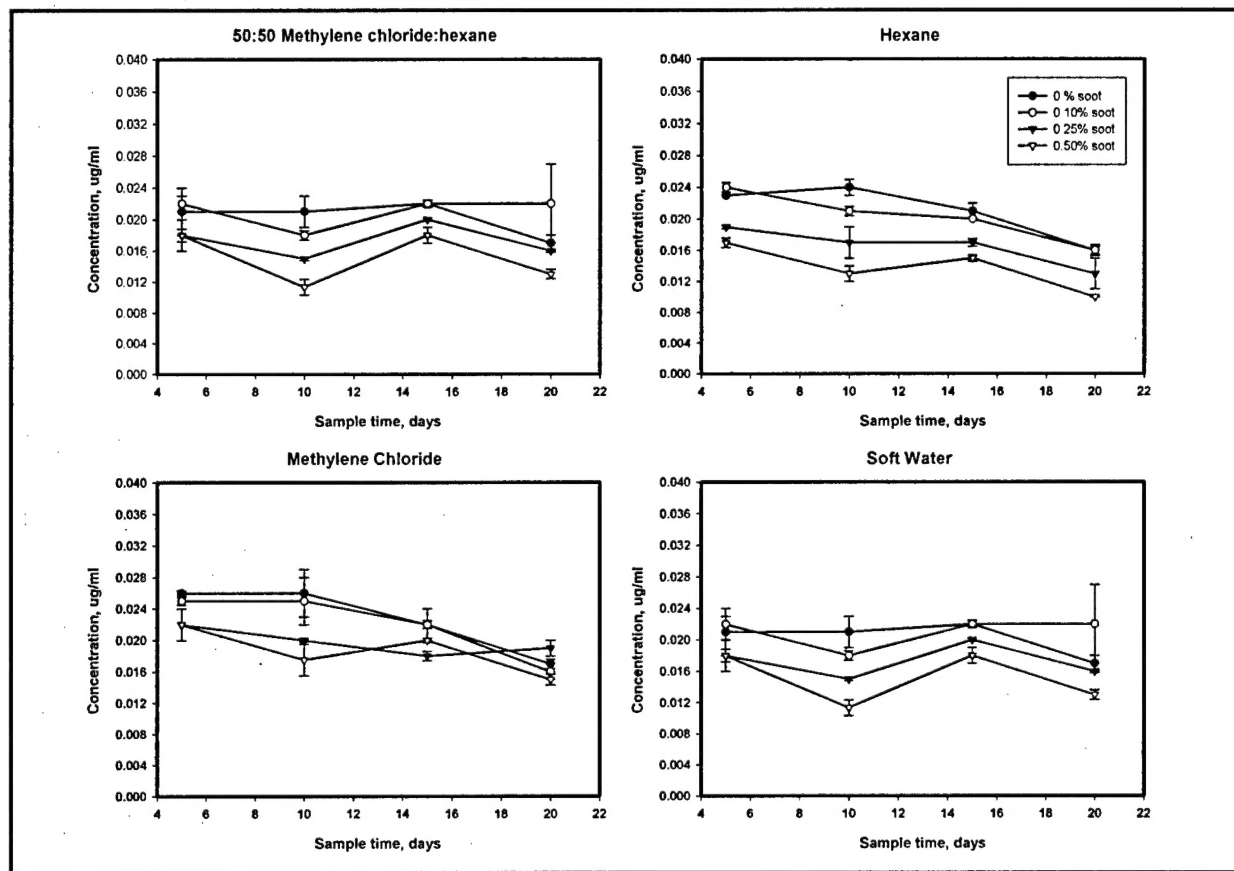 50:50 Methylene chloride:hexane
0.040
0 036
0.032
0.028
0.024
0.020
0.016
0.012
0.008
0.004
0.000
Concentration, ug/ml
4 6 8 10 12 14 16 18 20 22
Sample time, days
Hexane
0.040
0.036
0.032
0.028
0.024
0.020
0.016
0.012
0.008
0.004
0.000
Concentration, ug/ml
0 % soot
0 10% soot
0 25% soot
0.50% soot
4 6 8 10 12 14 16 18 20 22
Sample time, days
Methylene Chloride
0.040
0.036
0.032
0.028
0.024
0.020
0.016
0.012
0.008
0.004
0.000
Concentration, ug/ml
4 6 8 10 12 14 16 18 20 22
Sample time, days
Soft Water
0.040
0.036
0.032
0.028
0.024
0.020
0.016
0.012
0.008
0.004
0.000
Concentration, ug/ml
4 6 8 10 12 14 16 18 20 22
Sample time, days